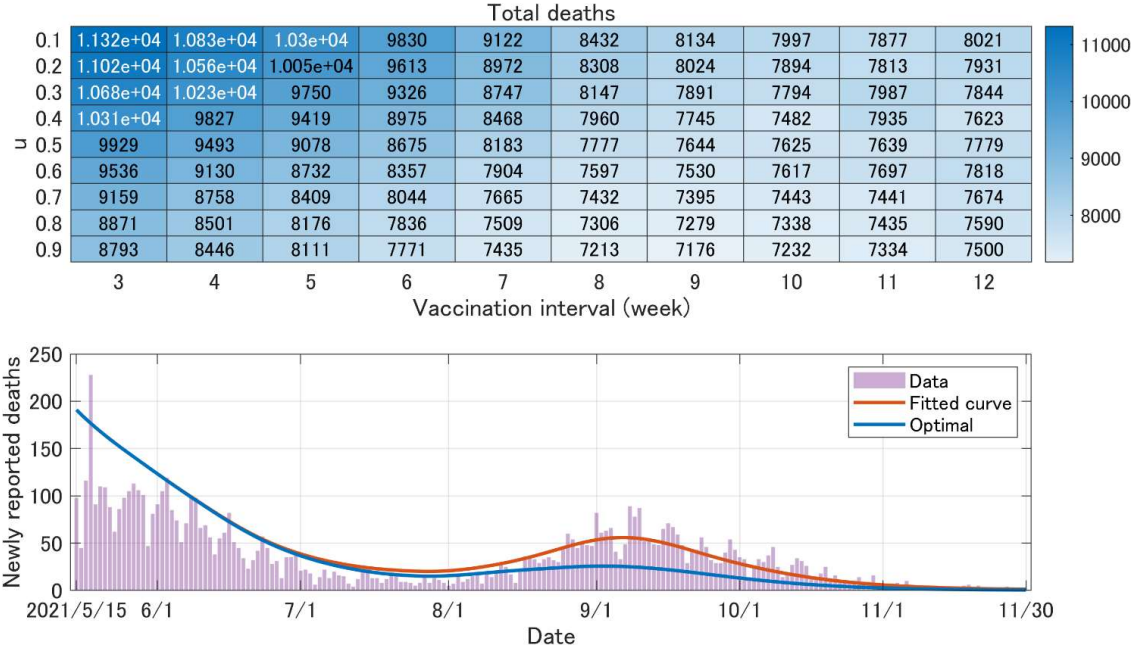 Total deaths
0.1 1.132e+04 1.083e+04 1.03e+04 9830 9122 8432 8134 7997 7877 8021
0.2 1.102e+04 1.056e+04 1.005e+04 9613 8972 8308 8024 7894 7813 7931
0.3 1.068e+04 1.023e+04 9750 9326 8747 8147 7891 7794 7987 7844
0.4 1.031e+04 9827 9419 8975 8468 7960 7745 7482 7935 7623
u
0.5 9929 9493 9078 8675 8183 7777 7644 7625 7639 7779
0.6 9536 9130 8732 8357 7904 7597 7530 7617 7697 7818
0.7 9159 8758 8409 8044 7665 7432 7395 7443 7441 7674
0.8 8871 8501 8176 7836 7509 7306 7279 7338 7435 7590
0.9 8793 8446 8111 7771 7435 7213 7176 7232 7334 7500
3 4 5 6 7 8 9 10 11 12
Vaccination interval (week)
11000
10000
9000
8000
Newly reported deaths
250
200
150
100
50
0
Data
Fitted curve
Optimal
2021/5/15 6/1 7/1 8/1 9/1 10/1 11/1 11/30
Date